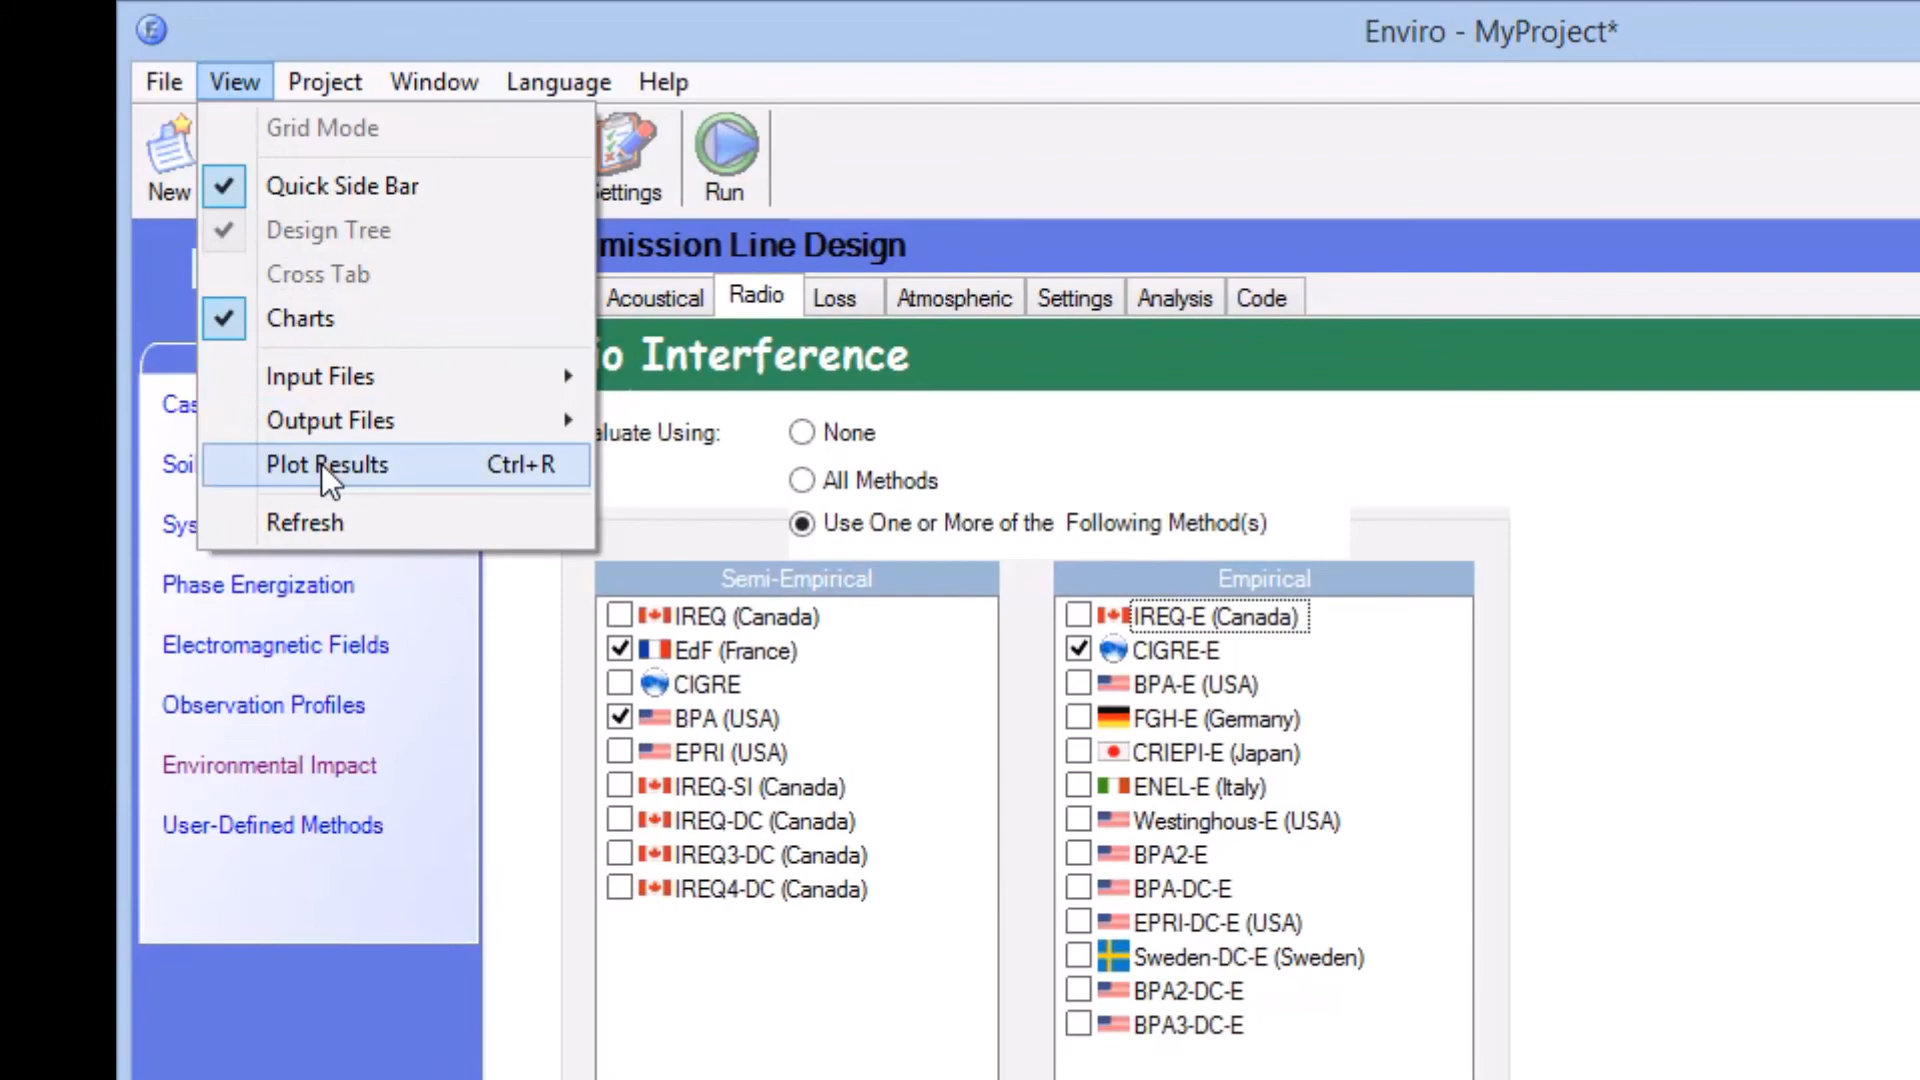 Enviro - MyProject*
File View Project Window Language Help
Grid Mode
Quick Side Bar
Design Tree
Cross Tab
Charts
Input Files
Output Files
Plot Results Ctrl+R
Refresh
New
Settings
Run
mission Line Design
Acoustical Radio Loss Atmospheric Settings Analysis Code
io Interference
aluate Using:
None
All Methods
Use One or More of the Following Method(s)
Cas
Soil
Sys
Phase Energization
Electromagnetic Fields
Observation Profiles
Environmental Impact
User-Defined Methods
Semi-Empirical
IREQ (Canada)
EdF (France)
CIGRE
BPA (USA)
EPRI (USA)
IREQ-SI (Canada)
IREQ-DC (Canada)
IREQ3-DC (Canada)
IREQ4-DC (Canada)
Empirical
IREQ-E (Canada)
CIGRE-E
BPA-E (USA)
FGH-E (Germany)
CRIEPI-E (Japan)
ENEL-E (Italy)
Westinghous-E (USA)
BPA2-E
BPA-DC-E
EPRI-DC-E (USA)
Sweden-DC-E (Sweden)
BPA2-DC-E
BPA3-DC-E